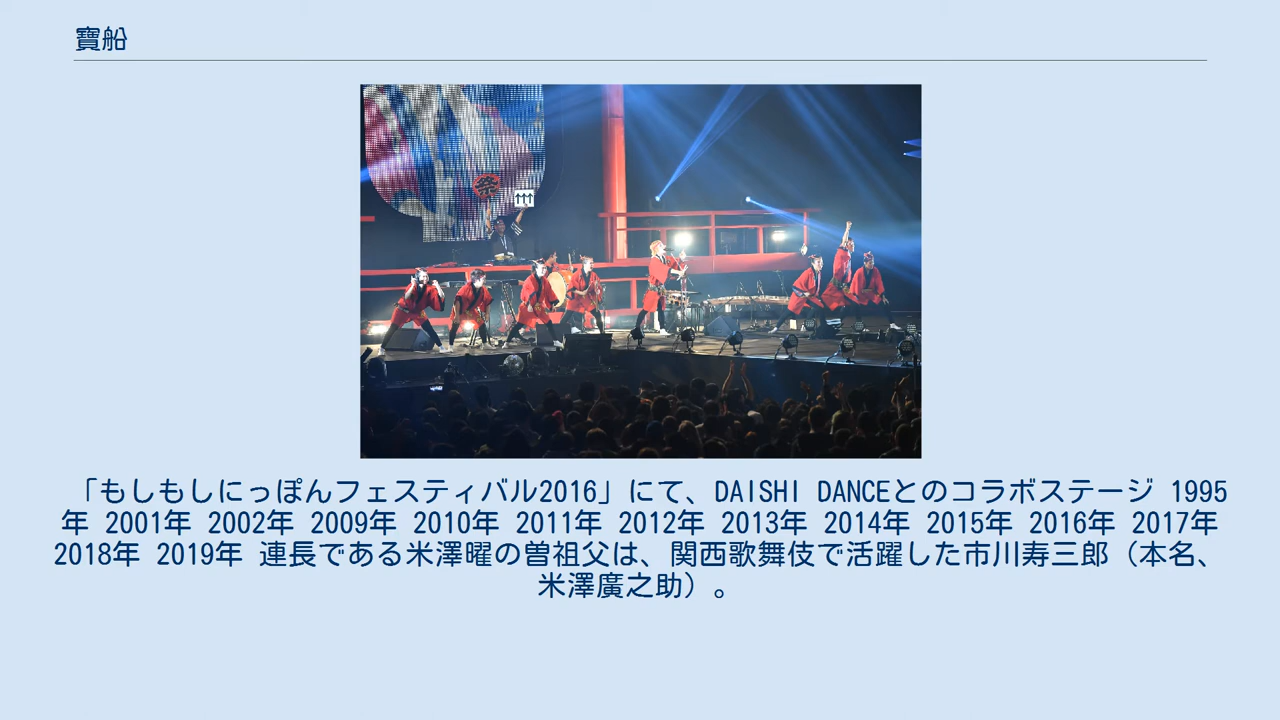 寶船
祭
「もしもしにっぽんフェスティバル2016」にて、DAISHI DANCEとのコラボステージ 1995
年 2001年 2002年 2009年 2010年 2011年 2012年 2013年 2014年 2015年 2016年 2017年
2018年 2019年 連長である米澤曜の曽祖父は、関西歌舞伎で活躍した市川寿三郎（本名、
米澤廣之助）。